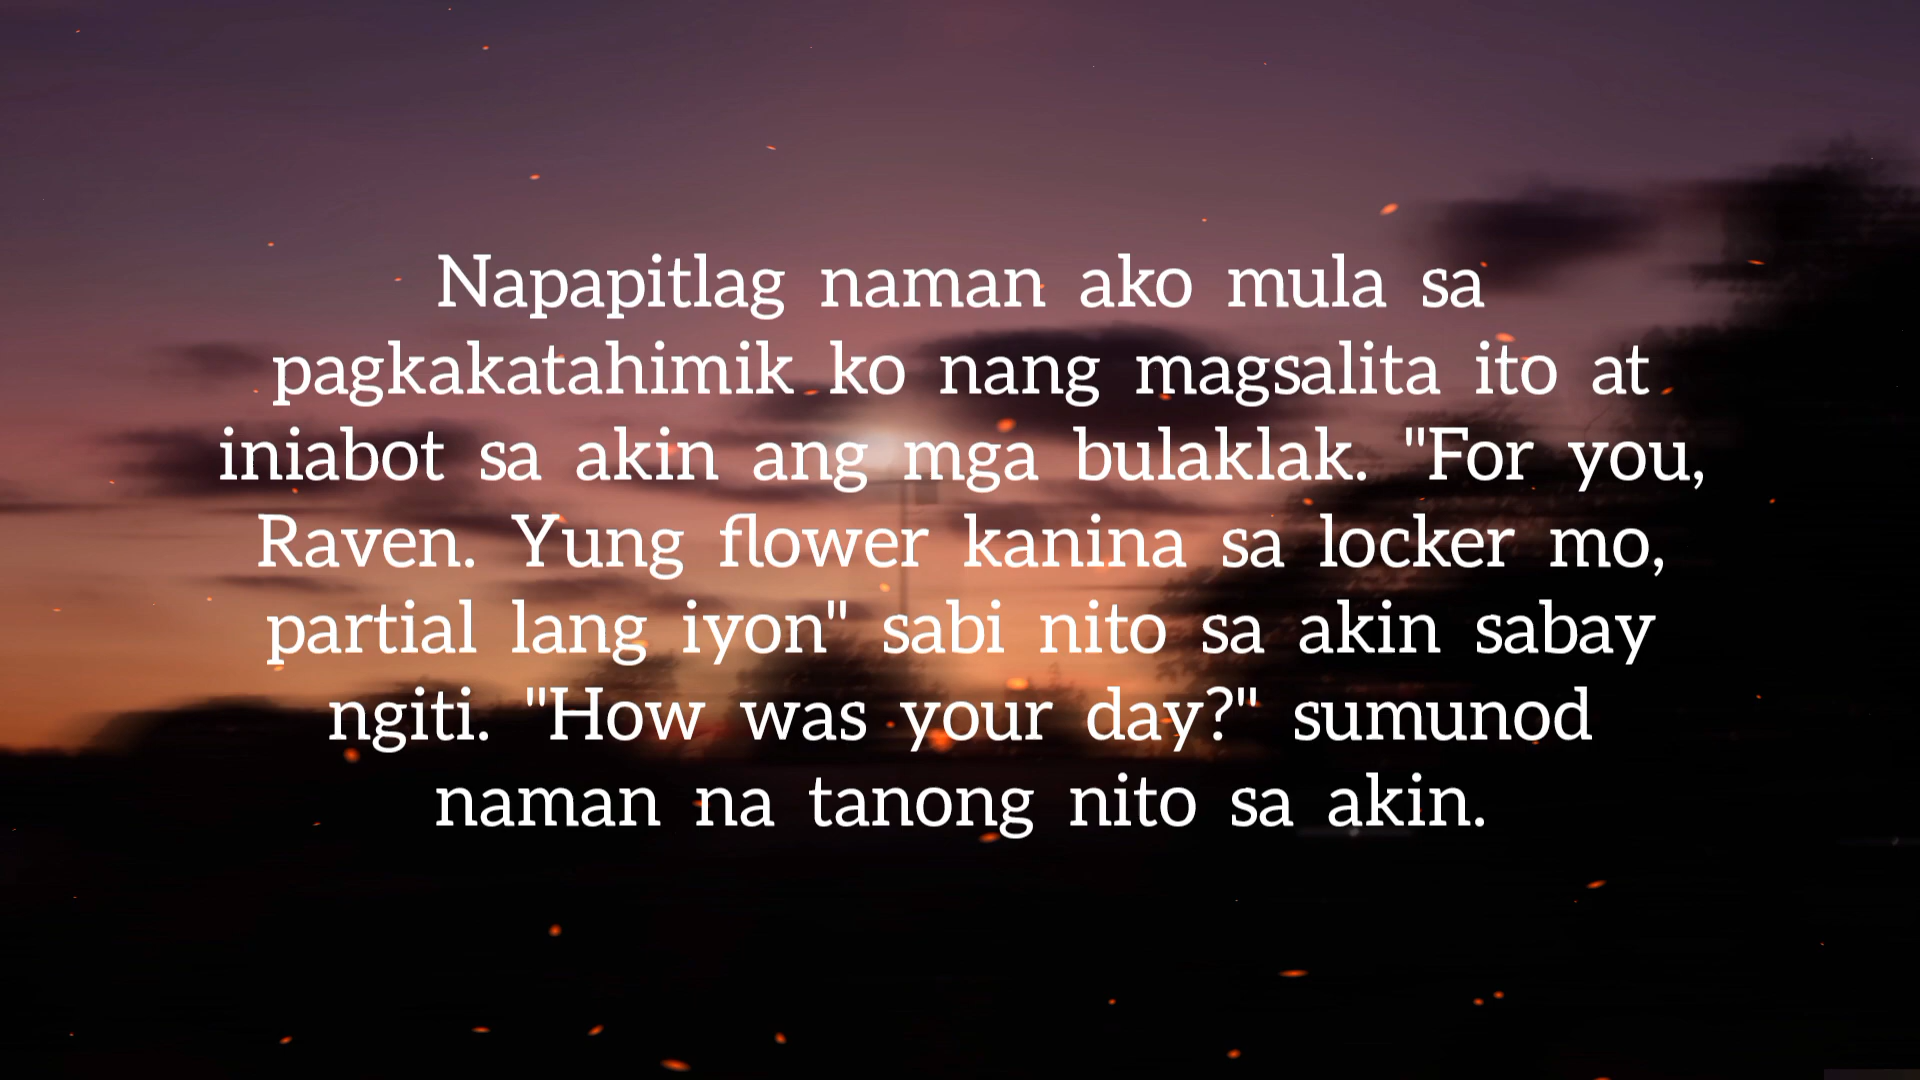 Napapitlag naman ako mula sa
pagkakatahimik ko nang magsalita ito at
iniabot sa akin ang mga bulaklak. "For you,
Raven. Yung flower kanina sa locker mo,
partial lang iyon" sabi nito sa akin sabay
ngiti. "How was your day?" sumunod
naman na tanong nito sa akin.